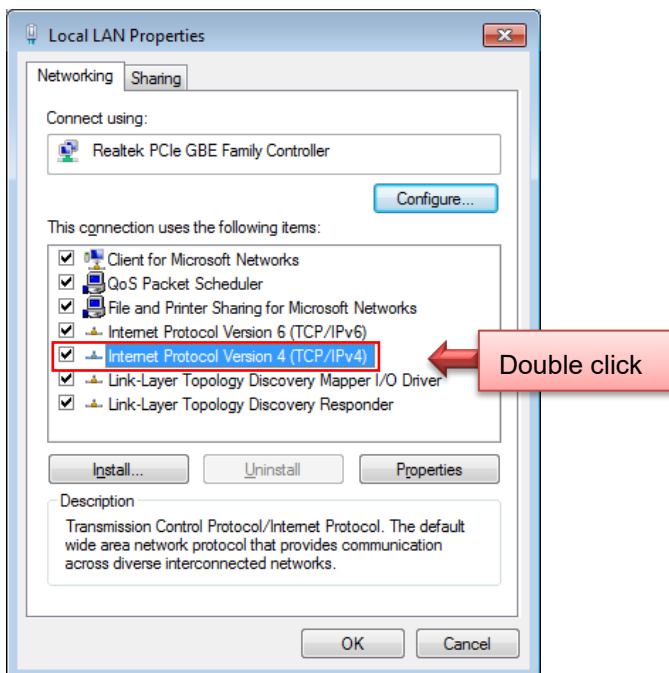 Local LAN Properties
Networking Sharing
Connect using:
Realtek PCIe GBE Family Controller
Configure...
This connection uses the following items:
Client for Microsoft Networks
QoS Packet Scheduler
File and Printer Sharing for Microsoft Networks
Internet Protocol Version 6 (TCP/IPv6)
Internet Protocol Version 4 (TCP/IPv4)
Double click
Link-Layer Topology Discovery Mapper I/O Driver
Link-Layer Topology Discovery Responder
Install... Uninstall Properties
Description
Transmission Control Protocol/Internet Protocol. The default
wide area network protocol that provides communication
across diverse interconnected networks.
OK Cancel